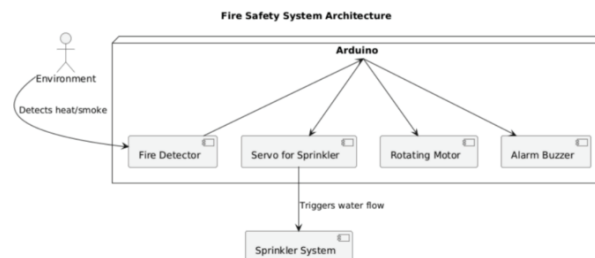 Fire Safety System Architecture
Arduino
Environment
Detects heat/smoke
Fire Detector
Servo for Sprinkler
Rotating Motor
Alarm Buzzer
Triggers water flow
Sprinkler System